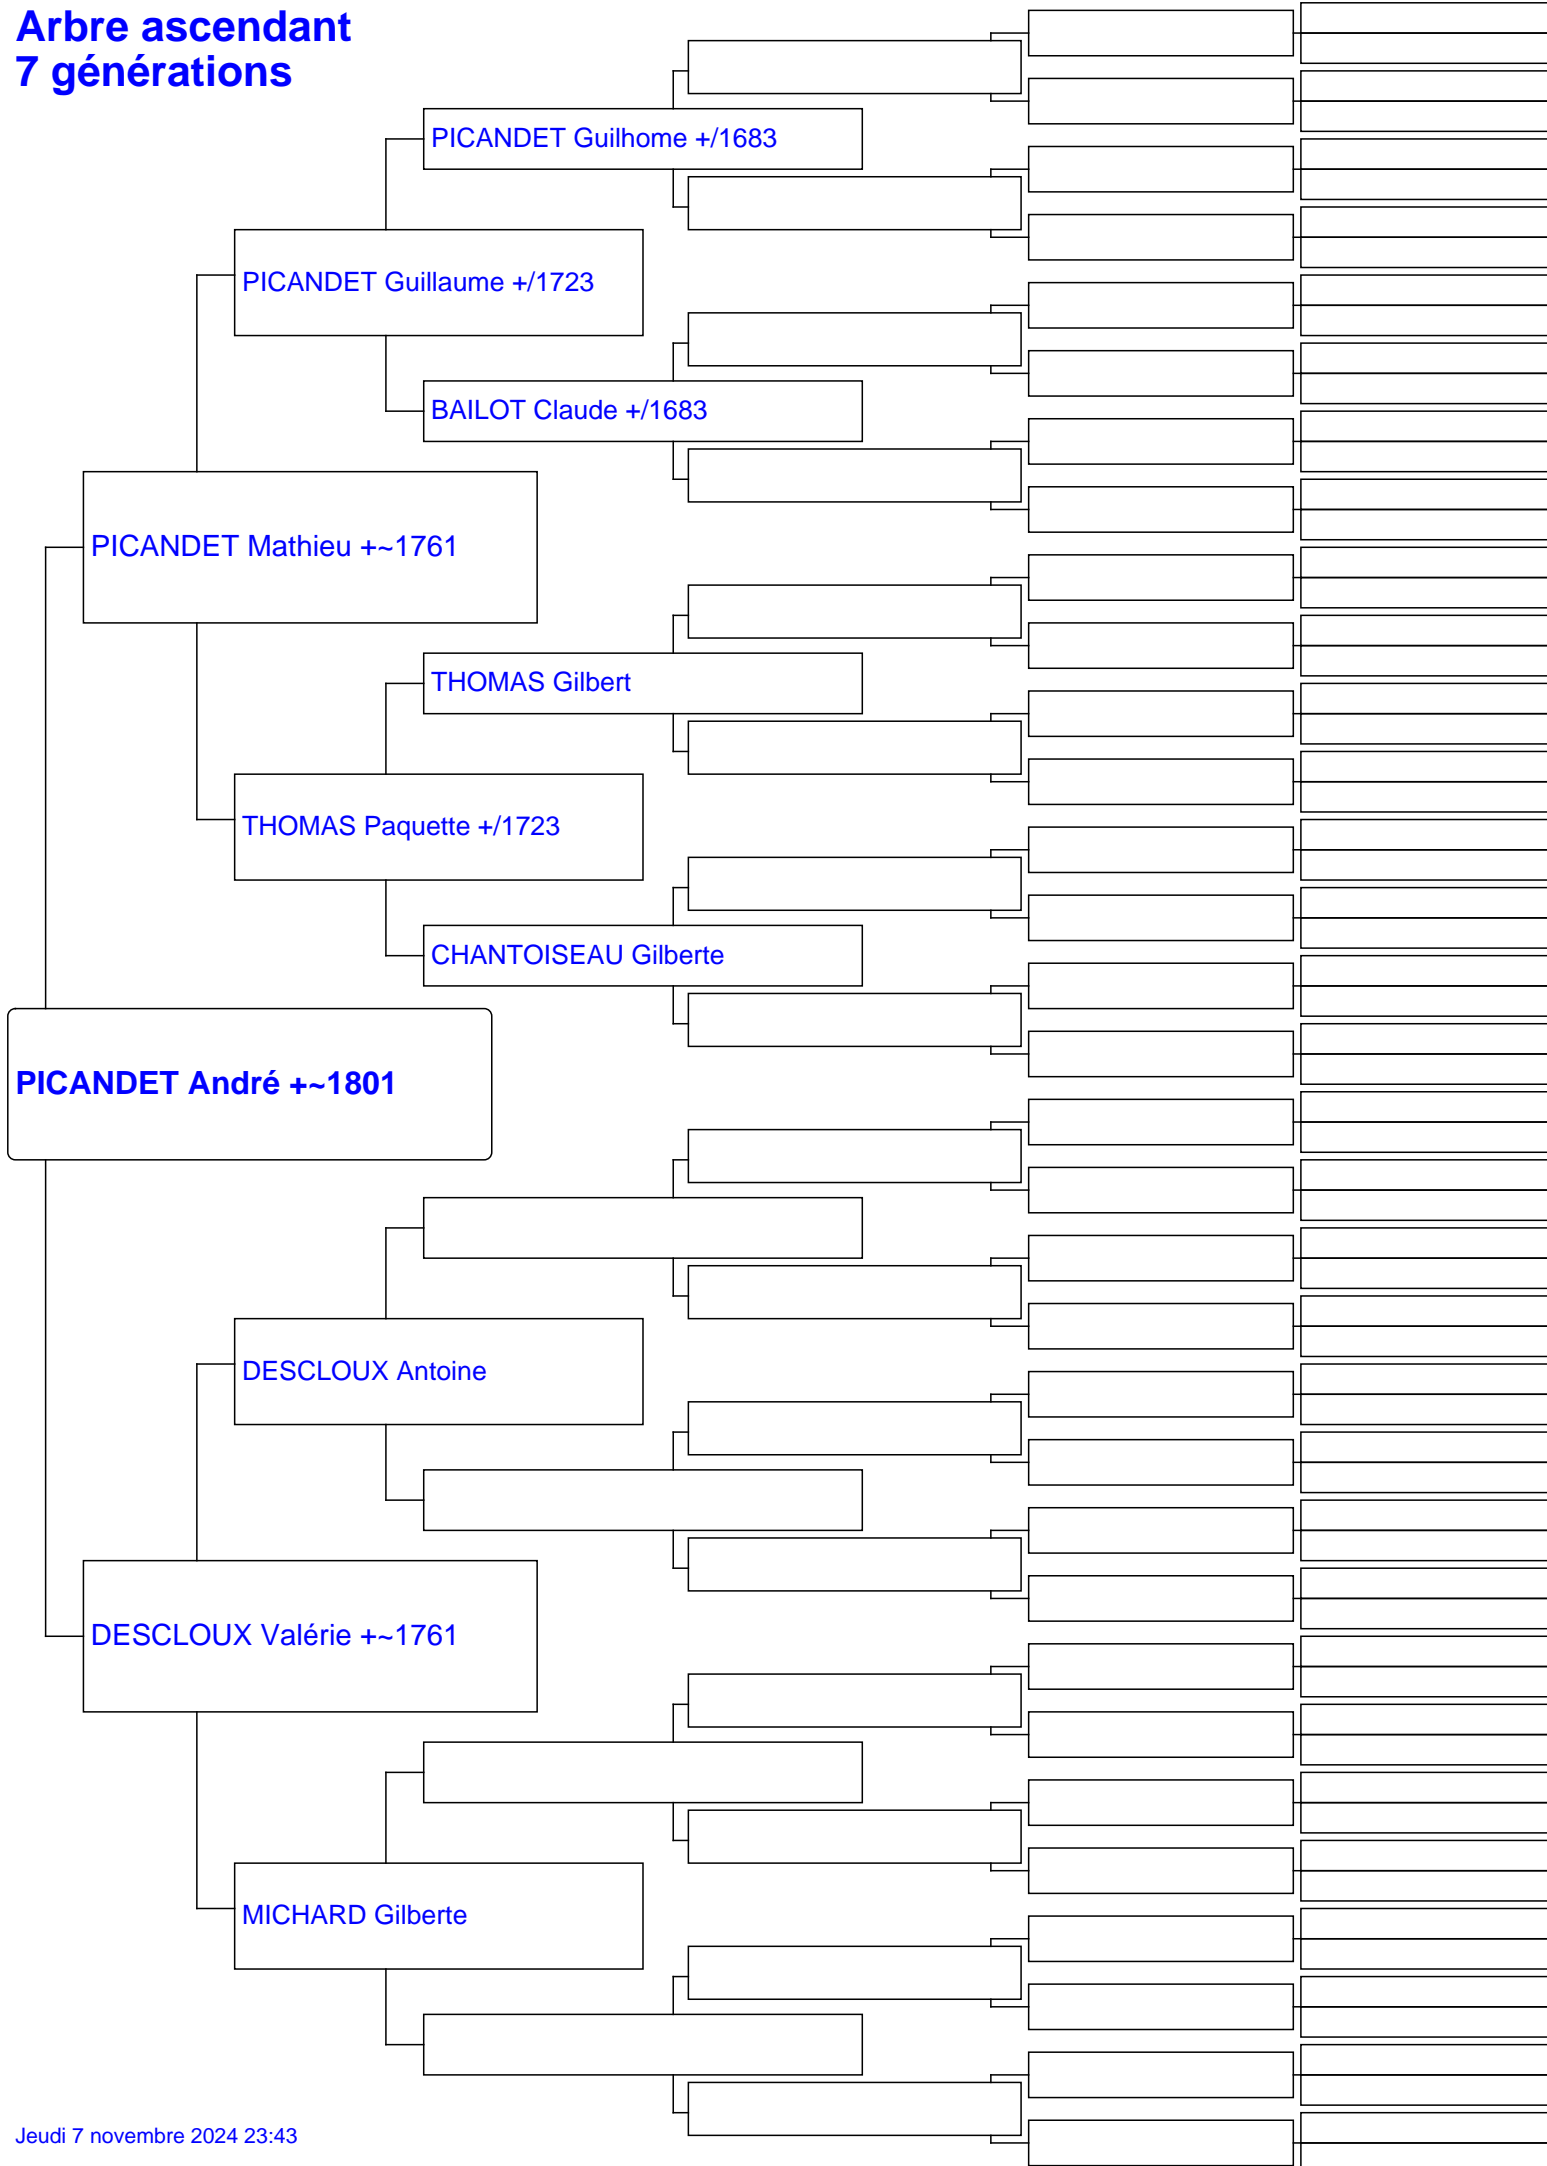 Arbre ascendant
7 générations
PICANDET Guilhome +/1683
PICANDET Guillaume +/1723
BAILOT Claude +/1683
PICANDET Mathieu +~1761
THOMAS Gilbert
THOMAS Paquette +/1723
CHANTOISEAU Gilberte
PICANDET André +~1801
DESCLOUX Antoine
DESCLOUX Valérie +~1761
MICHARD Gilberte
Jeudi 7 novembre 2024 23:43